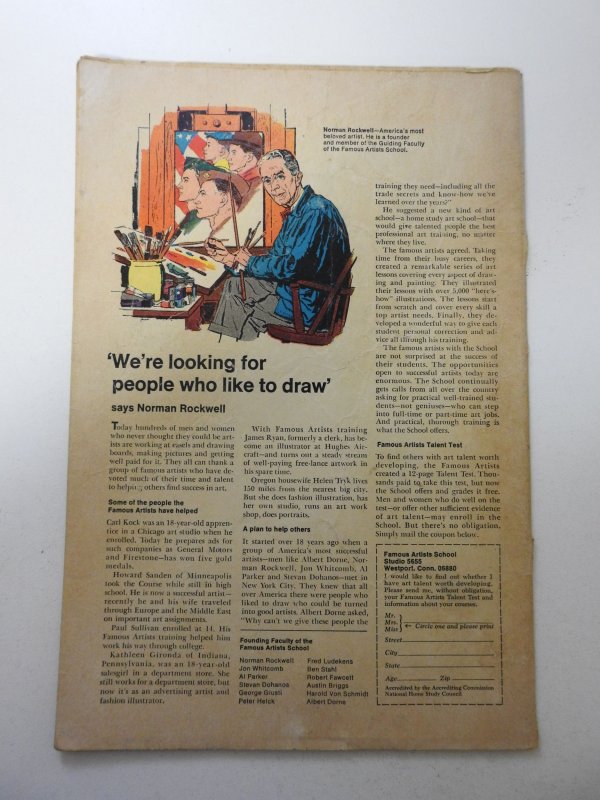 Norman Rockwell—America's most
beloved artist. He is a founder
and member of the Guiding Faculty
of the Famous Artists School.
'We're looking for
people who like to draw'
says Norman Rockwell
Today hundreds of men and women
who never thought they could be art-
ists are working at easels and drawing
boards, making pictures and getting
well paid for it. They all can thank a
group of famous artists who have de-
voted much of their time and talent
to helping others find success in art.
Some of the people the
Famous Artists have helped
Carl Kock was an 18-year-old appren-
tice in a Chicago art studio when he
enrolled. Today he prepares ads for
such companies as General Motors
and Firestone—has won five gold
medals.
Howard Sanden of Minneapolis
took the Course while still in high
school. He is now a successful artist—
recently he and his wife traveled
through Europe and the Middle East
on important art assignments.
Paul Sullivan enrolled at 14. His
Famous Artists training helped him
work his way through college.
Kathleen Gironda of Indiana,
Pennsylvania, was an 18-year-old
salesgirl in a department store. She
still works for a department store, but
now it's as an advertising artist and
fashion illustrator.
With Famous Artists training
James Ryan, formerly a clerk, has be-
come an illustrator at Hughes Air-
craft—and turns out a steady stream
of well-paying free-lance artwork in
his spare time.
Oregon housewife Helen Tryk lives
150 miles from the nearest big city.
But she does fashion illustration, has
her own studio, runs an art work
shop, does portraits.
A plan to help others
It started over 18 years ago when a
group of America's most successful
artists—men like Albert Dorne, Nor-
man Rockwell, Jon Whitcomb, Al
Parker and Stevan Dohanos—met in
New York City. They knew that all
over America there were people who
liked to draw who could be turned
into good artists. Albert Dorne asked,
"Why can't we give these people the
Founding Faculty of the
Famous Artists School
Norman Rockwell Fred Ludekens
Jon Whitcomb Ben Stahl
Al Parker Robert Fawcett
Stevan Dohanos Austin Briggs
George Giusti Harold Von Schmidt
Peter Helck Albert Dorne
training they need—including all the
trade secrets and know-how we've
learned over the years?"
He suggested a new kind of art
school—a home study art school—that
would give talented people the best
professional art training, no matter
where they live.
The famous artists agreed. Taking
time from their busy careers, they
created a remarkable series of art
lessons covering every aspect of draw-
ing and painting. They illustrated
their lessons with over 5,000 "here's-
how" illustrations. The lessons start
from scratch and cover every skill a
top artist needs. Finally, they de-
veloped a wonderful way to give each
student personal correction and ad-
vice all through his training.
The famous artists with the School
are not surprised at the success of
their students. The opportunities
open to successful artists today are
enormous. The School continually
gets calls from all over the country
asking for practical well-trained stu-
dents—not geniuses—who can step
into full-time or part-time art jobs.
And practical, thorough training is
what the School offers.
Famous Artists Talent Test
To find others with art talent worth
developing, the Famous Artists
created a 12-page Talent Test. Thou-
sands paid to take this test, but now
the School offers and grades it free.
Men and women who do well on the
test—or offer other sufficient evidence
of art talent—may enroll in the
School. But there's no obligation.
Simply mail the coupon below.
Famous Artists School
Studio 5655
Westport, Conn. 06880
I would like to find out whether I
have art talent worth developing.
Please send me, without obligation,
your Famous Artists Talent Test and
information about your courses.
Mr.
Mrs. ← Circle one and please print
Miss
Street
City
State
Age Zip
Accredited by the Accrediting Commission
National Home Study Council.